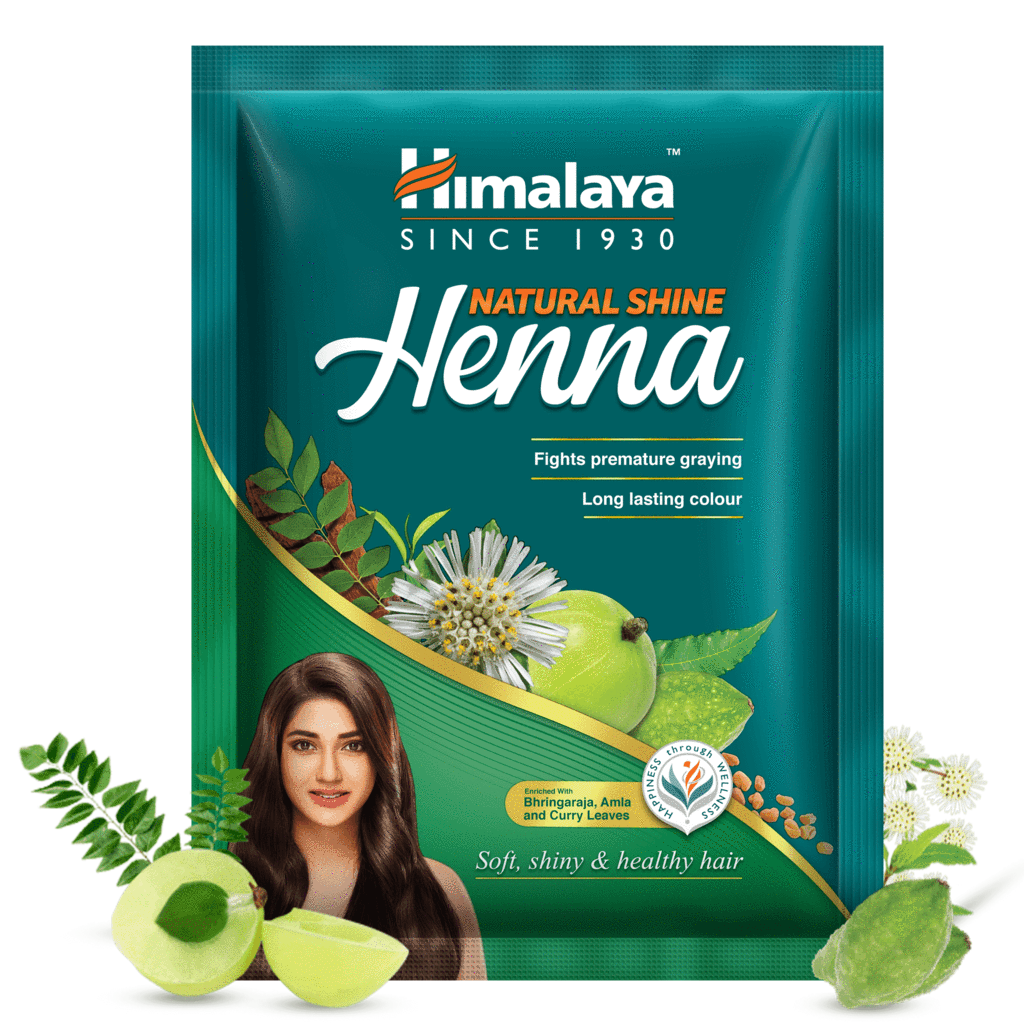 Himalaya™
SINCE 1930
NATURAL SHINE
Henna
Fights premature graying
Long lasting colour
HAPPINESS through WELLNESS
Enriched With
Bhringaraja, Amla
and Curry Leaves
Soft, shiny & healthy hair